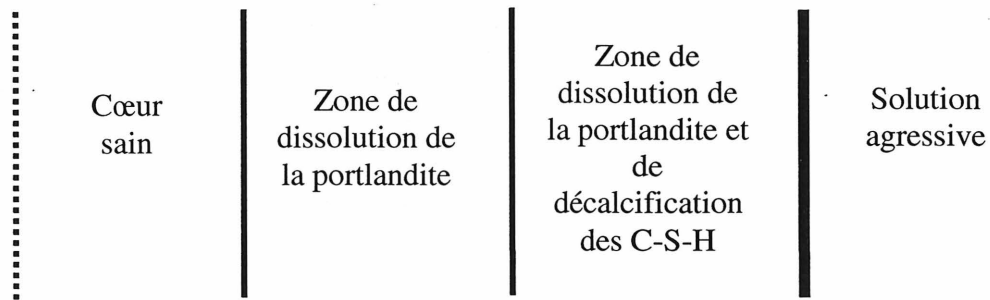 Cœur
sain
Zone de
dissolution de
la portlandite
Zone de
dissolution de
la portlandite et
de
décalcification
des C-S-H
Solution
agressive